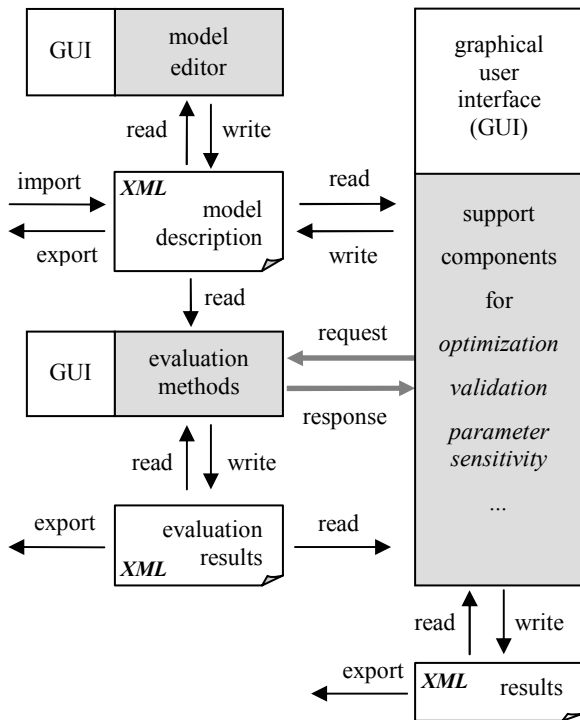 GUI
model
editor
read
write
import
export
XML
model
description
read
write
read
graphical
user
interface
(GUI)
support
components
for
optimization
validation
parameter
sensitivity
...
GUI
evaluation
methods
request
response
read
write
export
evaluation
results
XML
read
read
write
export
XML
results